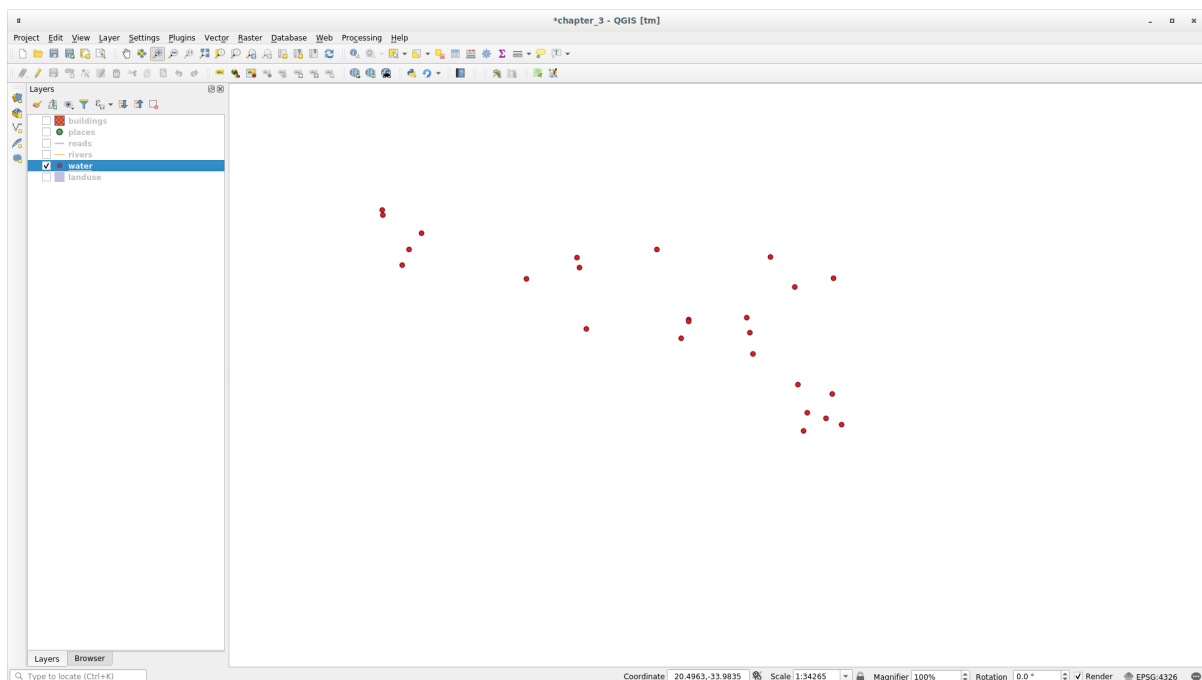 *chapter_3 - QGIS [tm]
Project Edit View Layer Settings Plugins Vector Raster Database Web Processing Help
Layers
buildings
places
roads
rivers
water
landuse
Layers Browser
Type to locate (Ctrl+K) Coordinate 20.4963,-33.9835 Scale 1:34265 Magnifier 100% Rotation 0.0 ° Render EPSG:4326